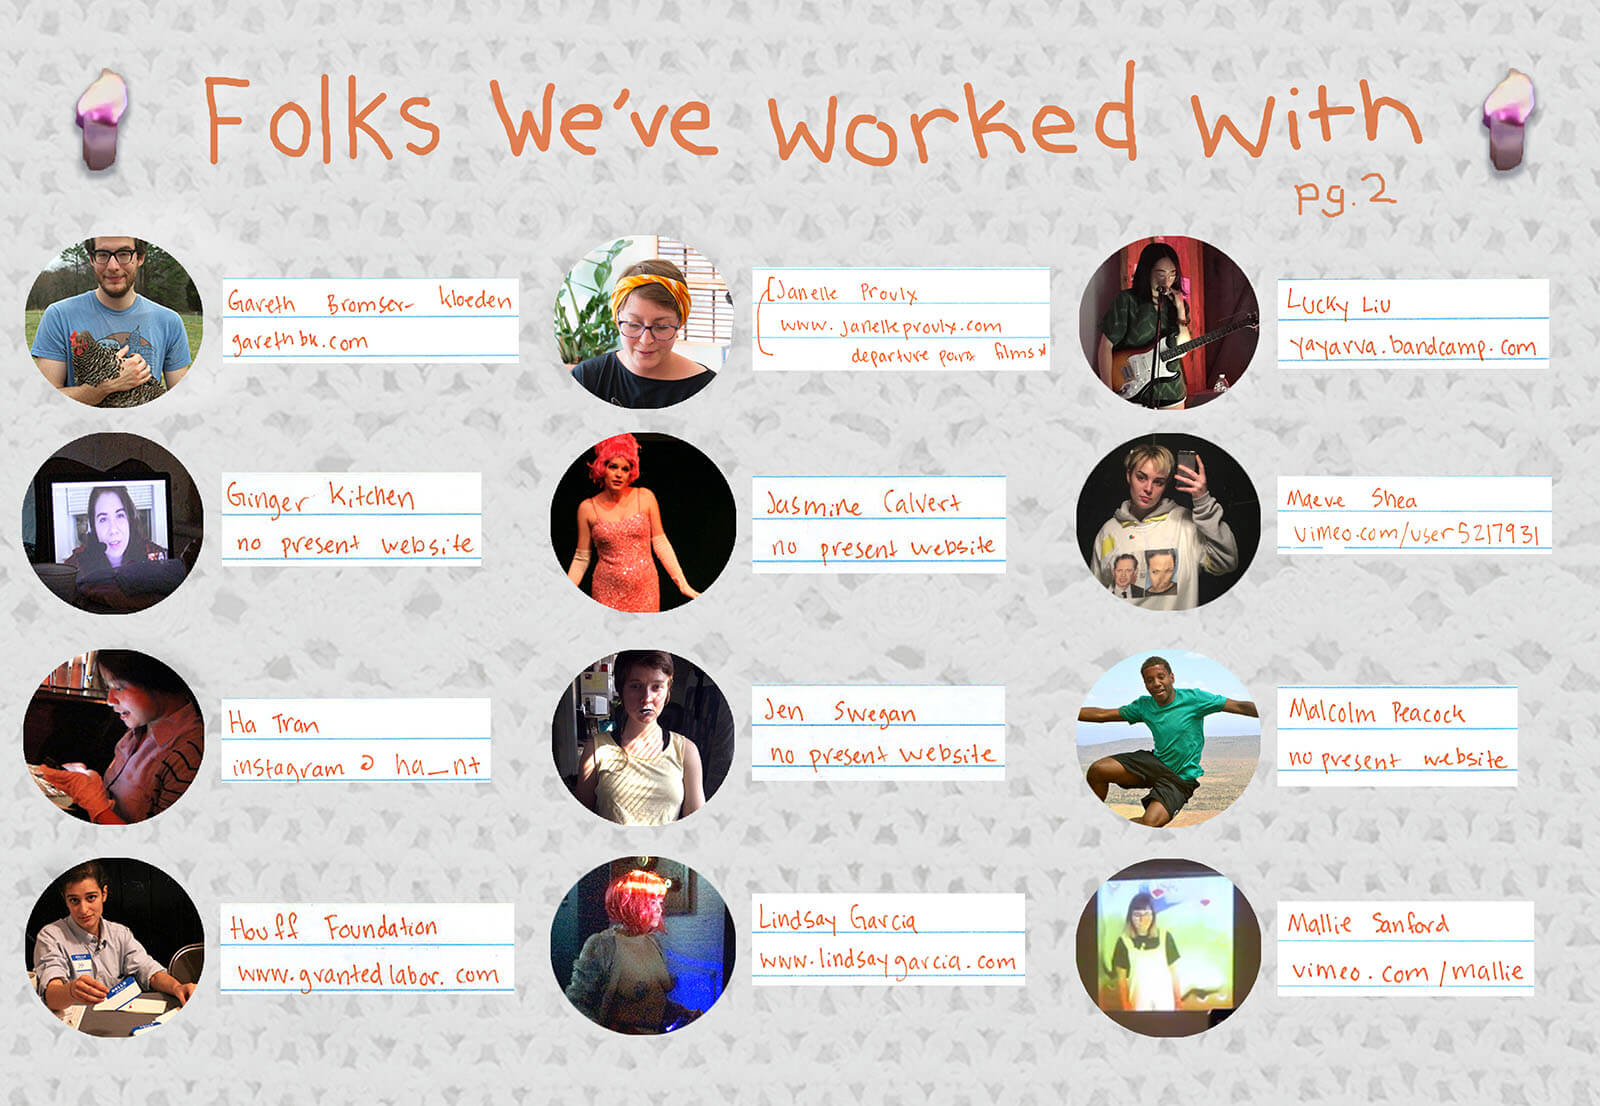 Folks We've Worked With
pg.2
Gareth Bromser-Kloeden
garethbk.com
Janelle Proulx
www.janelleproulx.com
departure point films*
Lucky Liu
yayarva.bandcamp.com
Ginger Kitchen
no present website
Jasmine Calvert
no present website
Maeve Shea
vimeo.com/user5217931
Ha Tran
instagram @ ha_nt
Jen Swegan
no present website
Malcolm Peacock
no present website
Houff Foundation
www.grantedlabor.com
Lindsay Garcia
www.lindsaygarcia.com
Mallie Sanford
vimeo.com/mallie
HELLO
HELLO